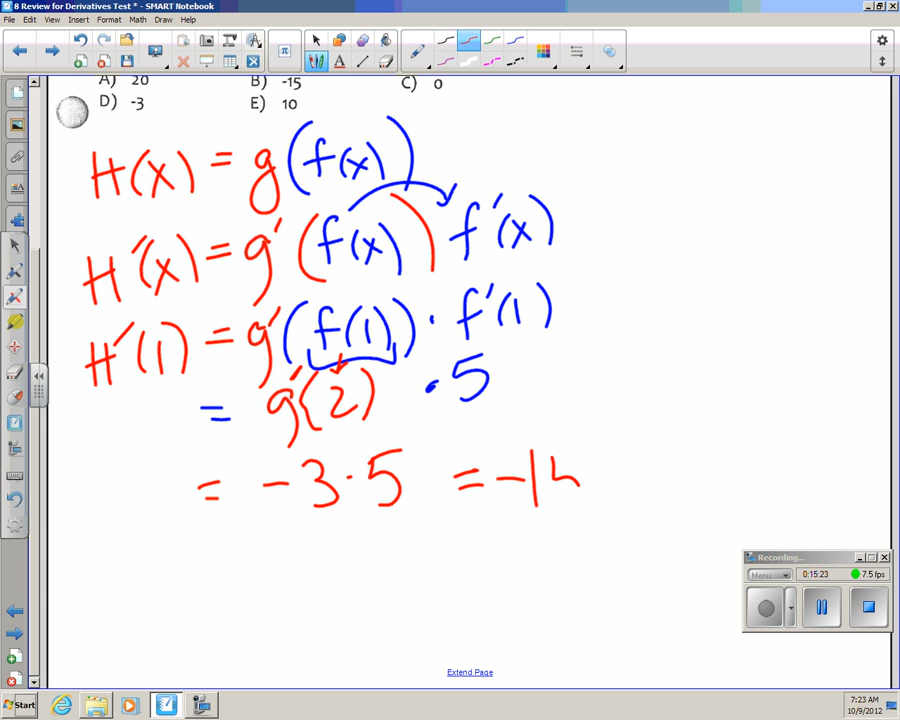 8 Review for Derivatives Test * - SMART Notebook
File Edit View Insert Format Math Draw Help
A) 20 B) -15 C) 0
D) -3 E) 10
H(x) = g(f(x))
H'(x) = g'(f(x)) f'(x)
H'(1) = g'(f(1)) · f'(1)
= g'(2) · 5
= -3·5 = -1
Recording...
Menu 0:15:23 7.5 fps
Extend Page
Start
7:23 AM
10/9/2012